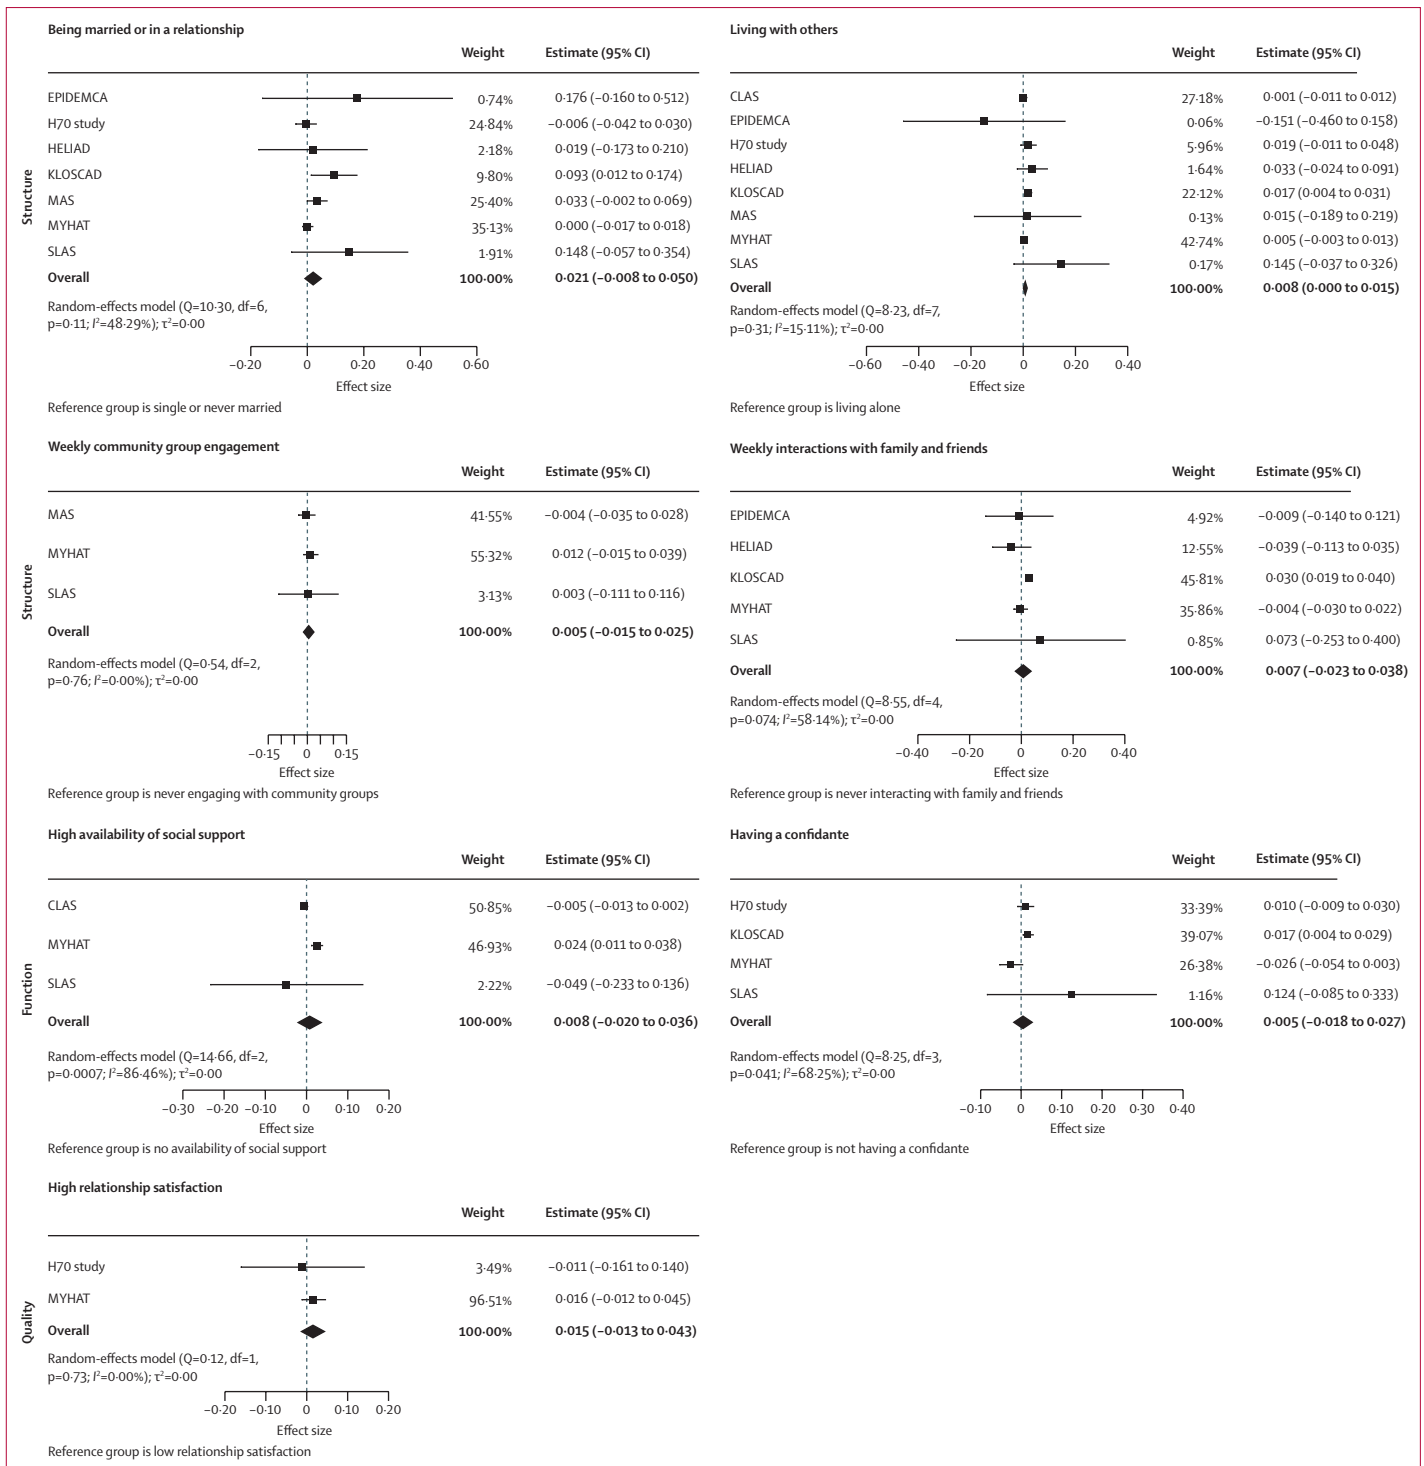 Being married or in a relationship
Weight Estimate (95% CI)
Structure
EPIDEMCA 0·74% 0·176 (−0·160 to 0·512)
H70 study 24·84% −0·006 (−0·042 to 0·030)
HELIAD 2·18% 0·019 (−0·173 to 0·210)
KLOSCAD 9·80% 0·093 (0·012 to 0·174)
MAS 25·40% 0·033 (−0·002 to 0·069)
MYHAT 35·13% 0·000 (−0·017 to 0·018)
SLAS 1·91% 0·148 (−0·057 to 0·354)
Overall 100·00% 0·021 (−0·008 to 0·050)
Random-effects model (Q=10·30, df=6,
p=0·11; I²=48·29%); τ²=0·00
−0·20 0 0·20 0·40 0·60
Effect size
Reference group is single or never married
Living with others
Weight Estimate (95% CI)
CLAS 27·18% 0·001 (−0·011 to 0·012)
EPIDEMCA 0·06% −0·151 (−0·460 to 0·158)
H70 study 5·96% 0·019 (−0·011 to 0·048)
HELIAD 1·64% 0·033 (−0·024 to 0·091)
KLOSCAD 22·12% 0·017 (0·004 to 0·031)
MAS 0·13% 0·015 (−0·189 to 0·219)
MYHAT 42·74% 0·005 (−0·003 to 0·013)
SLAS 0·17% 0·145 (−0·037 to 0·326)
Overall 100·00% 0·008 (0·000 to 0·015)
Random-effects model (Q=8·23, df=7,
p=0·31; I²=15·11%); τ²=0·00
−0·60 −0·40 −0·20 0 0·20 0·40
Effect size
Reference group is living alone
Weekly community group engagement
Weight Estimate (95% CI)
Structure
MAS 41·55% −0·004 (−0·035 to 0·028)
MYHAT 55·32% 0·012 (−0·015 to 0·039)
SLAS 3·13% 0·003 (−0·111 to 0·116)
Overall 100·00% 0·005 (−0·015 to 0·025)
Random-effects model (Q=0·54, df=2,
p=0·76; I²=0·00%); τ²=0·00
−0·15 0 0·15
Effect size
Reference group is never engaging with community groups
Weekly interactions with family and friends
Weight Estimate (95% CI)
EPIDEMCA 4·92% −0·009 (−0·140 to 0·121)
HELIAD 12·55% −0·039 (−0·113 to 0·035)
KLOSCAD 45·81% 0·030 (0·019 to 0·040)
MYHAT 35·86% −0·004 (−0·030 to 0·022)
SLAS 0·85% 0·073 (−0·253 to 0·400)
Overall 100·00% 0·007 (−0·023 to 0·038)
Random-effects model (Q=8·55, df=4,
p=0·074; I²=58·14%); τ²=0·00
−0·40 −0·20 0 0·20 0·40
Effect size
Reference group is never interacting with family and friends
High availability of social support
Weight Estimate (95% CI)
Function
CLAS 50·85% −0·005 (−0·013 to 0·002)
MYHAT 46·93% 0·024 (0·011 to 0·038)
SLAS 2·22% −0·049 (−0·233 to 0·136)
Overall 100·00% 0·008 (−0·020 to 0·036)
Random-effects model (Q=14·66, df=2,
p=0·0007; I²=86·46%); τ²=0·00
−0·30 −0·20 −0·10 0 0·10 0·20
Effect size
Reference group is no availability of social support
Having a confidante
Weight Estimate (95% CI)
H70 study 33·39% 0·010 (−0·009 to 0·030)
KLOSCAD 39·07% 0·017 (0·004 to 0·029)
MYHAT 26·38% −0·026 (−0·054 to 0·003)
SLAS 1·16% 0·124 (−0·085 to 0·333)
Overall 100·00% 0·005 (−0·018 to 0·027)
Random-effects model (Q=8·25, df=3,
p=0·041; I²=68·25%); τ²=0·00
−0·10 0 0·10 0·20 0·30 0·40
Effect size
Reference group is not having a confidante
High relationship satisfaction
Weight Estimate (95% CI)
Quality
H70 study 3·49% −0·011 (−0·161 to 0·140)
MYHAT 96·51% 0·016 (−0·012 to 0·045)
Overall 100·00% 0·015 (−0·013 to 0·043)
Random-effects model (Q=0·12, df=1,
p=0·73; I²=0·00%); τ²=0·00
−0·20 −0·10 0 0·10 0·20
Effect size
Reference group is low relationship satisfaction